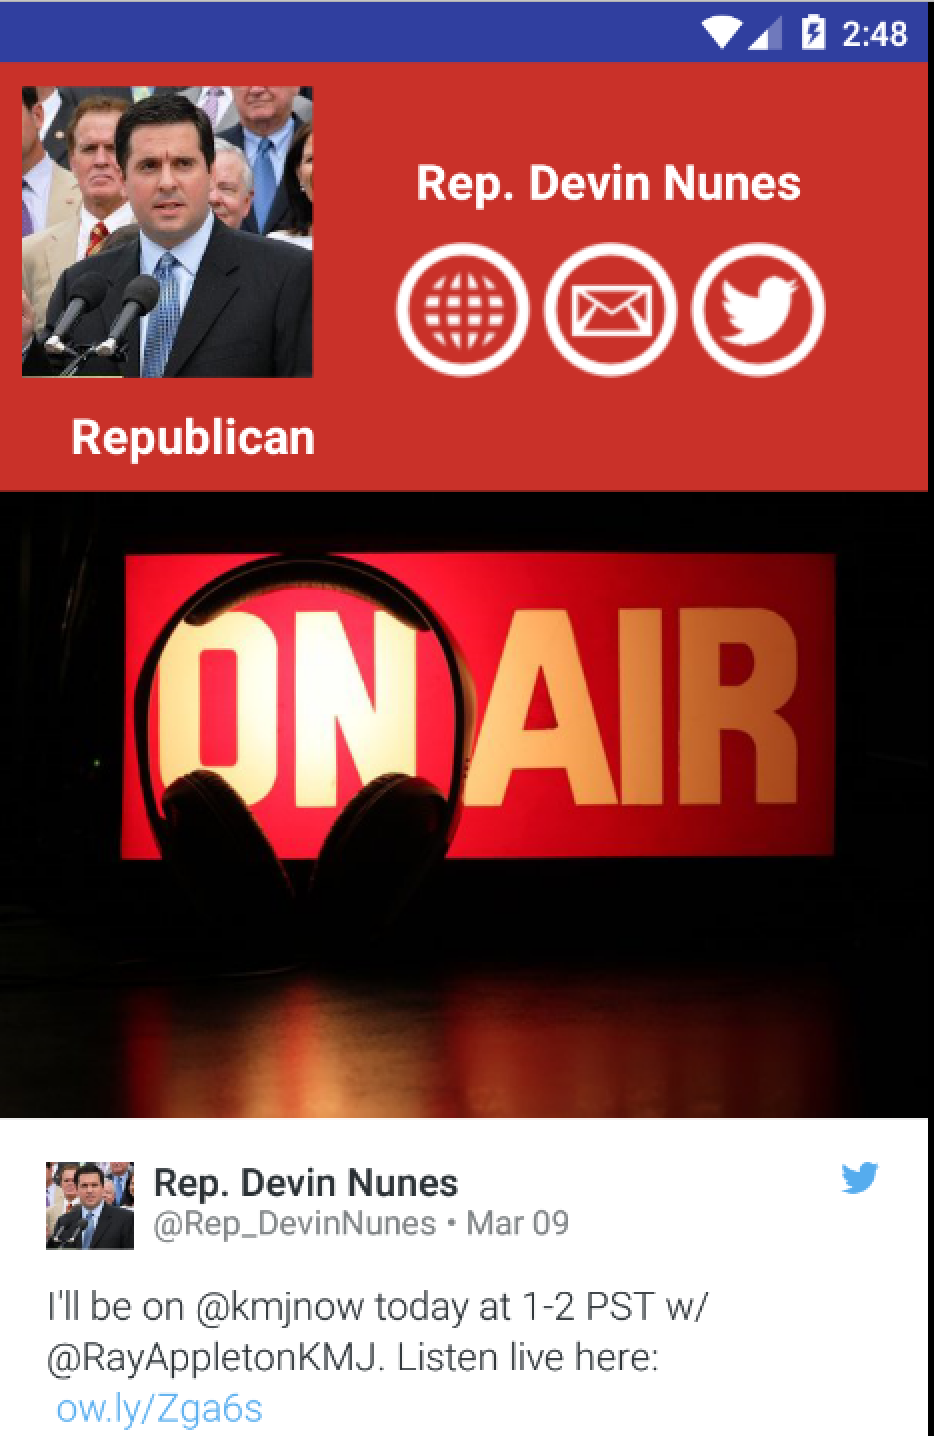 2:48
Rep. Devin Nunes
Republican
ON AIR
Rep. Devin Nunes
@Rep_DevinNunes • Mar 09
I'll be on @kmjnow today at 1-2 PST w/
@RayAppletonKMJ. Listen live here:
ow.ly/Zga6s